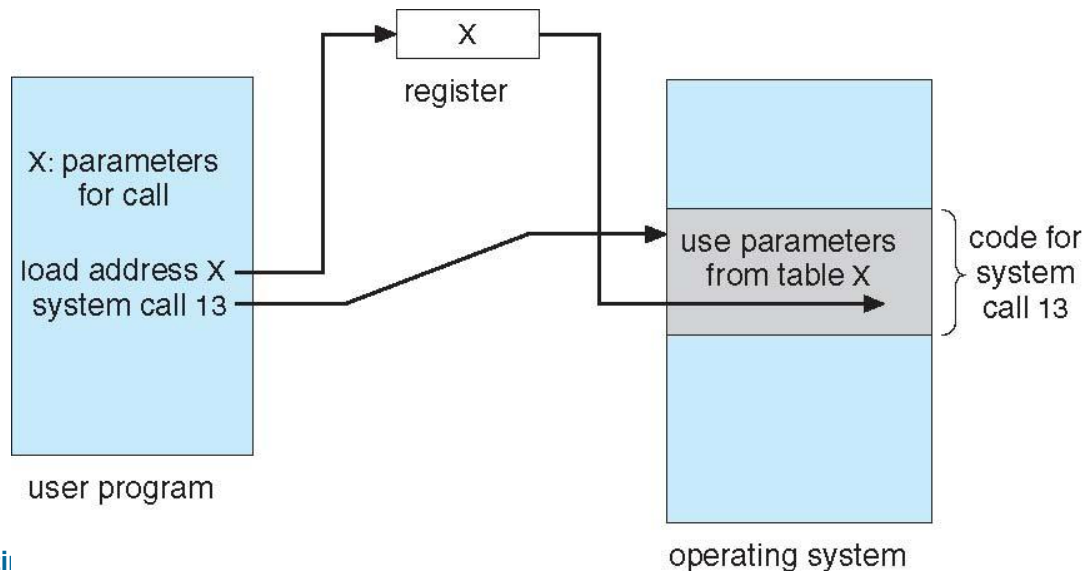 X
register
X: parameters
for call
load address X
system call 13
user program
use parameters
from table X
code for
system
call 13
operating system